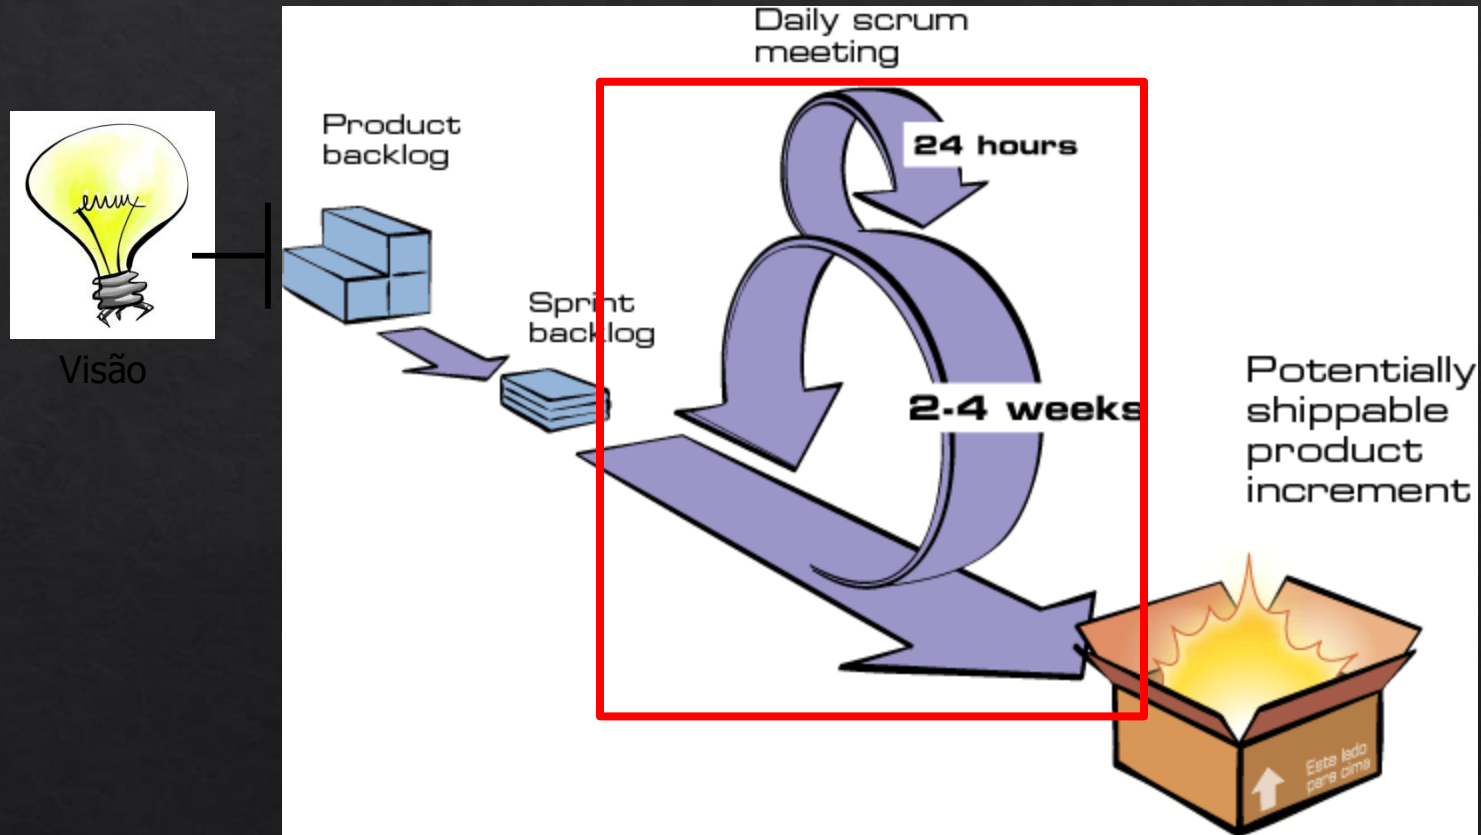 Daily scrum
meeting
Product
backlog
24 hours
Sprint
backlog
Visão
2-4 weeks
Potentially
shippable
product
increment
Este lado
para cima